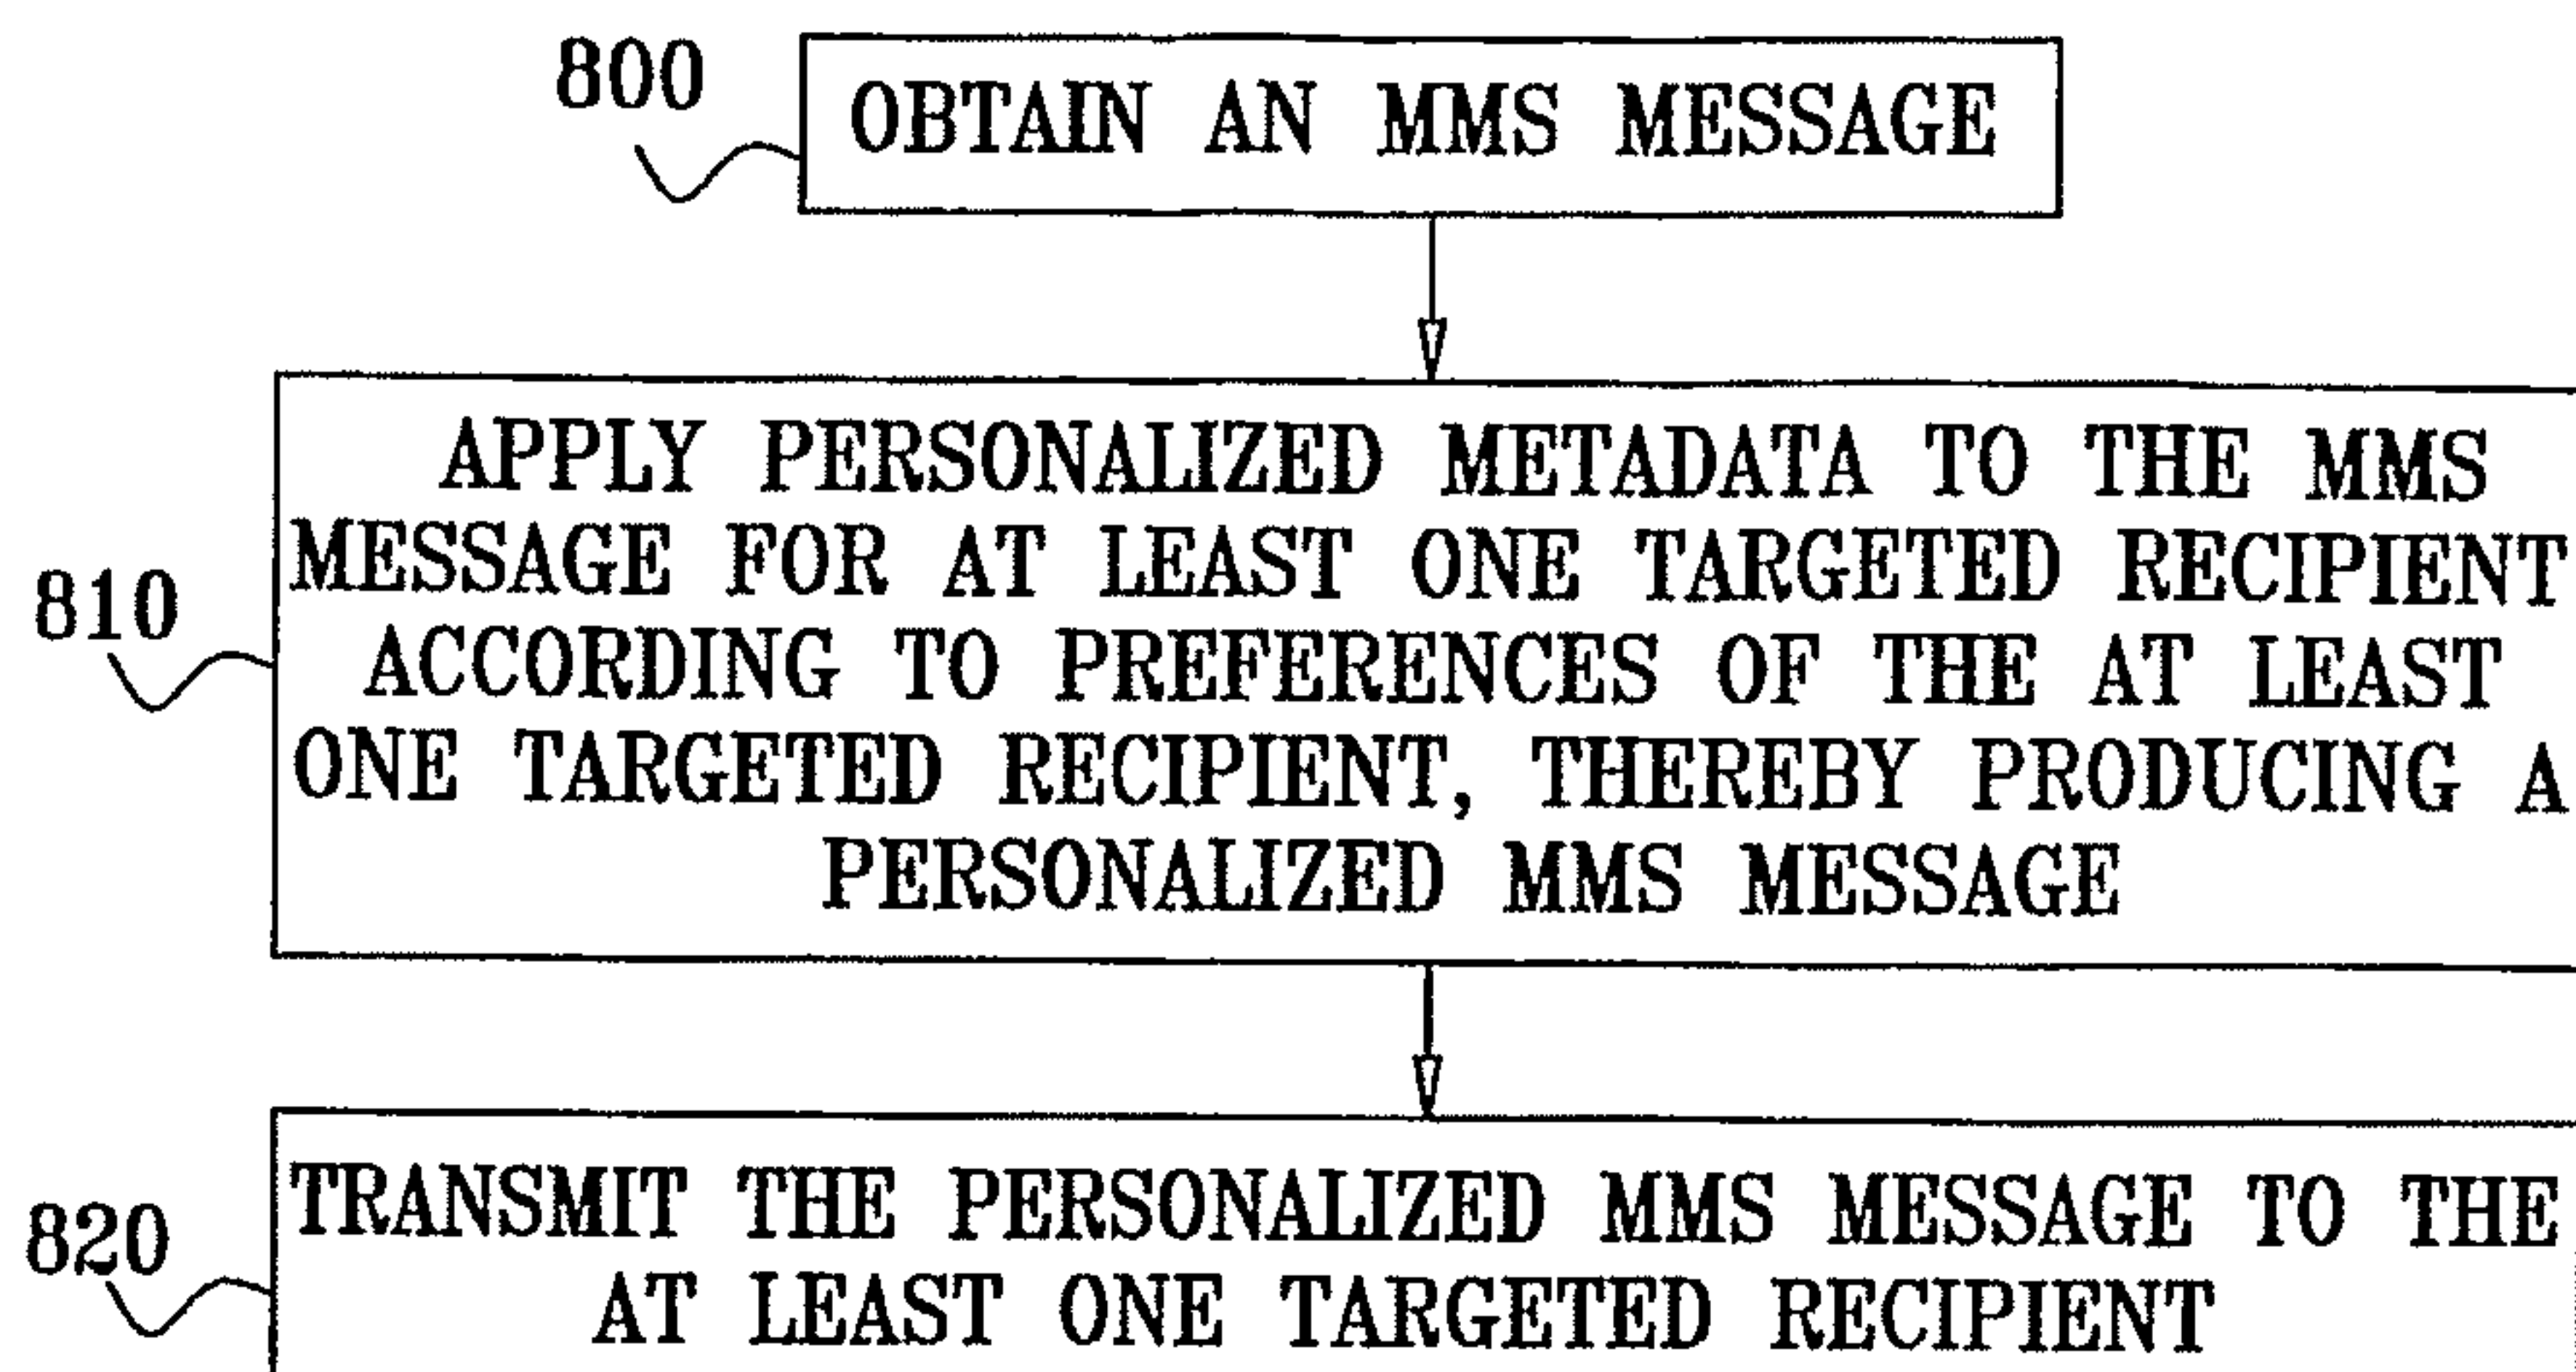 800
OBTAIN AN MMS MESSAGE
APPLY PERSONALIZED METADATA TO THE MMS
MESSAGE FOR AT LEAST ONE TARGETED RECIPIENT
810
ACCORDING TO PREFERENCES OF THE AT LEAST
ONE TARGETED RECIPIENT, THEREBY PRODUCING A
PERSONALIZED MMS MESSAGE
820
TRANSMIT THE PERSONALIZED MMS MESSAGE TO THE
AT LEAST ONE TARGETED RECIPIENT